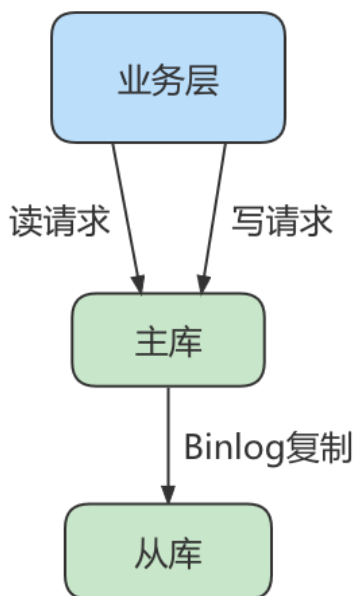 业务层
读请求
写请求
主库
Binlog复制
从库